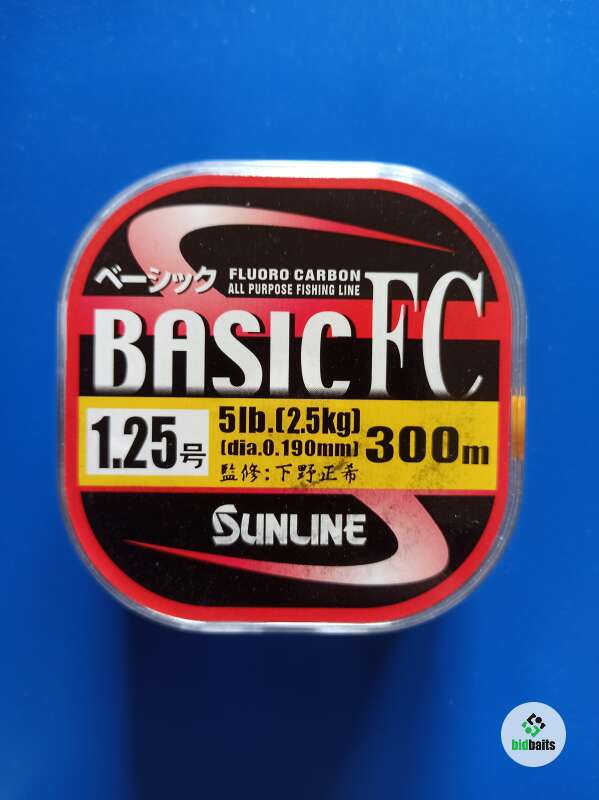 ベーシック FLUORO CARBON
ALL PURPOSE FISHING LINE
BASIC FC
1.25号
5lb.(2.5kg)
(dia.0.190mm)
300m
監修:下野正希
SUNLINE
bidbaits